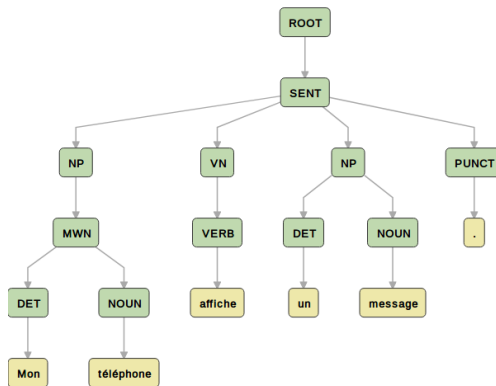 ROOT
SENT
NP VN NP PUNCT
MWN VERB DET NOUN .
DET NOUN affiche un message
Mon téléphone